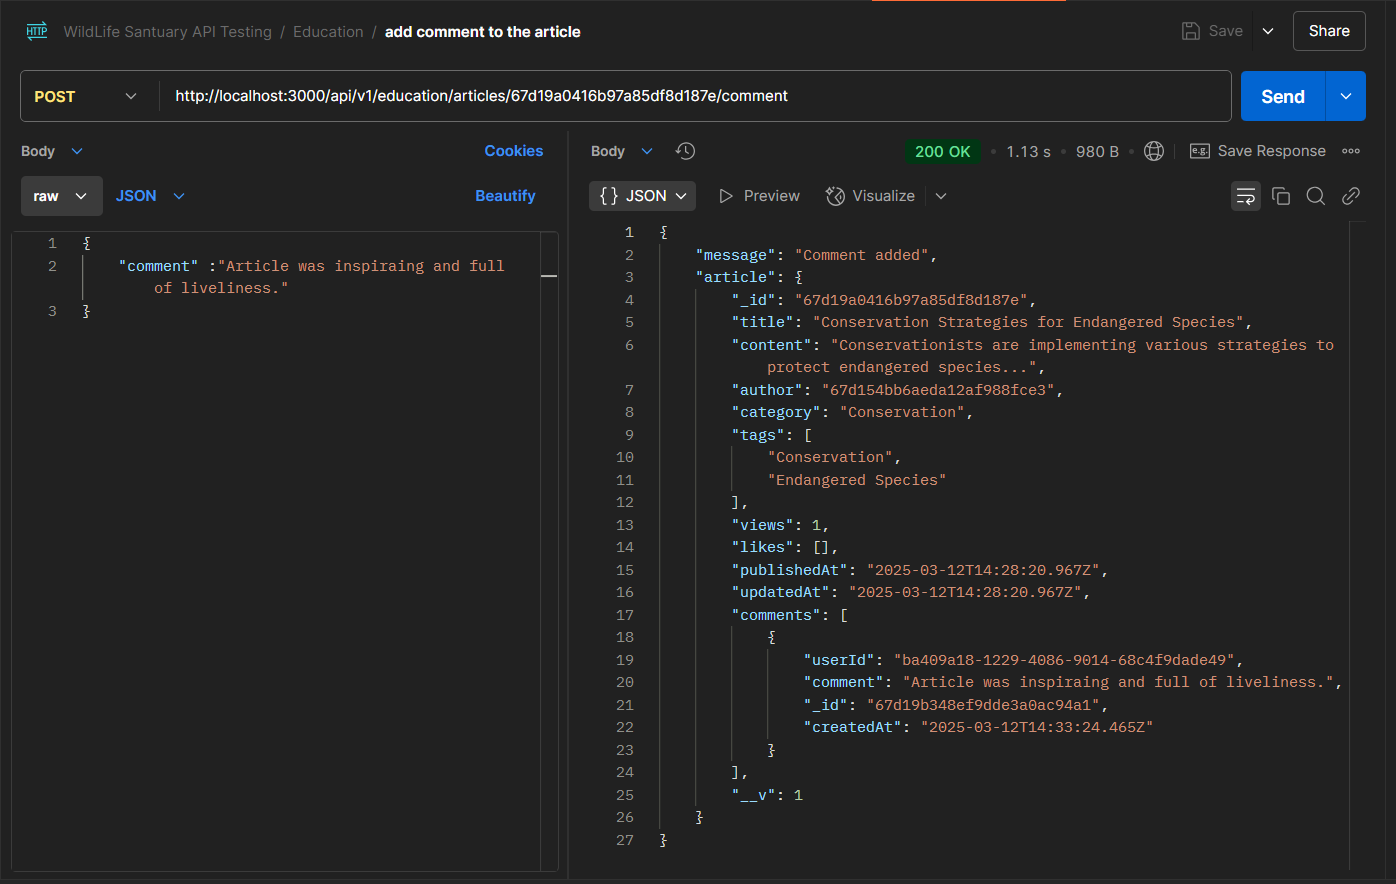 HTTP WildLife Santuary API Testing / Education / add comment to the article Save Share
POST http://localhost:3000/api/v1/education/articles/67d19a0416b97a85df8d187e/comment Send
Body Cookies
raw JSON Beautify
1 {
2 "comment" :"Article was inspiraing and full
of liveliness."
3 }
Body 200 OK • 1.13 s • 980 B • e.g. Save Response
{} JSON Preview Visualize
1 {
2 "message": "Comment added",
3 "article": {
4 "_id": "67d19a0416b97a85df8d187e",
5 "title": "Conservation Strategies for Endangered Species",
6 "content": "Conservationists are implementing various strategies to
protect endangered species...",
7 "author": "67d154bb6aeda12af988fce3",
8 "category": "Conservation",
9 "tags": [
10 "Conservation",
11 "Endangered Species"
12 ],
13 "views": 1,
14 "likes": [],
15 "publishedAt": "2025-03-12T14:28:20.967Z",
16 "updatedAt": "2025-03-12T14:28:20.967Z",
17 "comments": [
18 {
19 "userId": "ba409a18-1229-4086-9014-68c4f9dade49",
20 "comment": "Article was inspiraing and full of liveliness.",
21 "_id": "67d19b348ef9dde3a0ac94a1",
22 "createdAt": "2025-03-12T14:33:24.465Z"
23 }
24 ],
25 "__v": 1
26 }
27 }